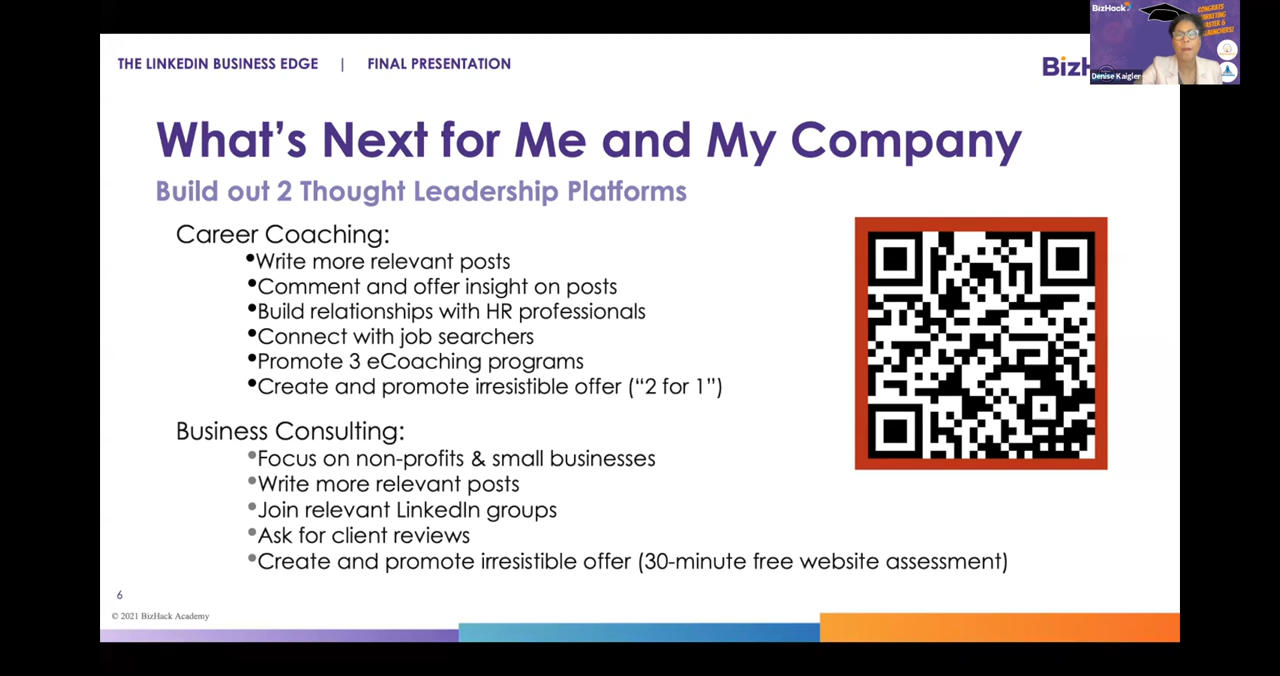 THE LINKEDIN BUSINESS EDGE | FINAL PRESENTATION
BizHack
CONGRATS
Denise Kaigler
What's Next for Me and My Company
Build out 2 Thought Leadership Platforms
Career Coaching:
•Write more relevant posts
•Comment and offer insight on posts
•Build relationships with HR professionals
•Connect with job searchers
•Promote 3 eCoaching programs
•Create and promote irresistible offer (“2 for 1”)
Business Consulting:
•Focus on non-profits & small businesses
•Write more relevant posts
•Join relevant LinkedIn groups
•Ask for client reviews
•Create and promote irresistible offer (30-minute free website assessment)
6
© 2021 BizHack Academy